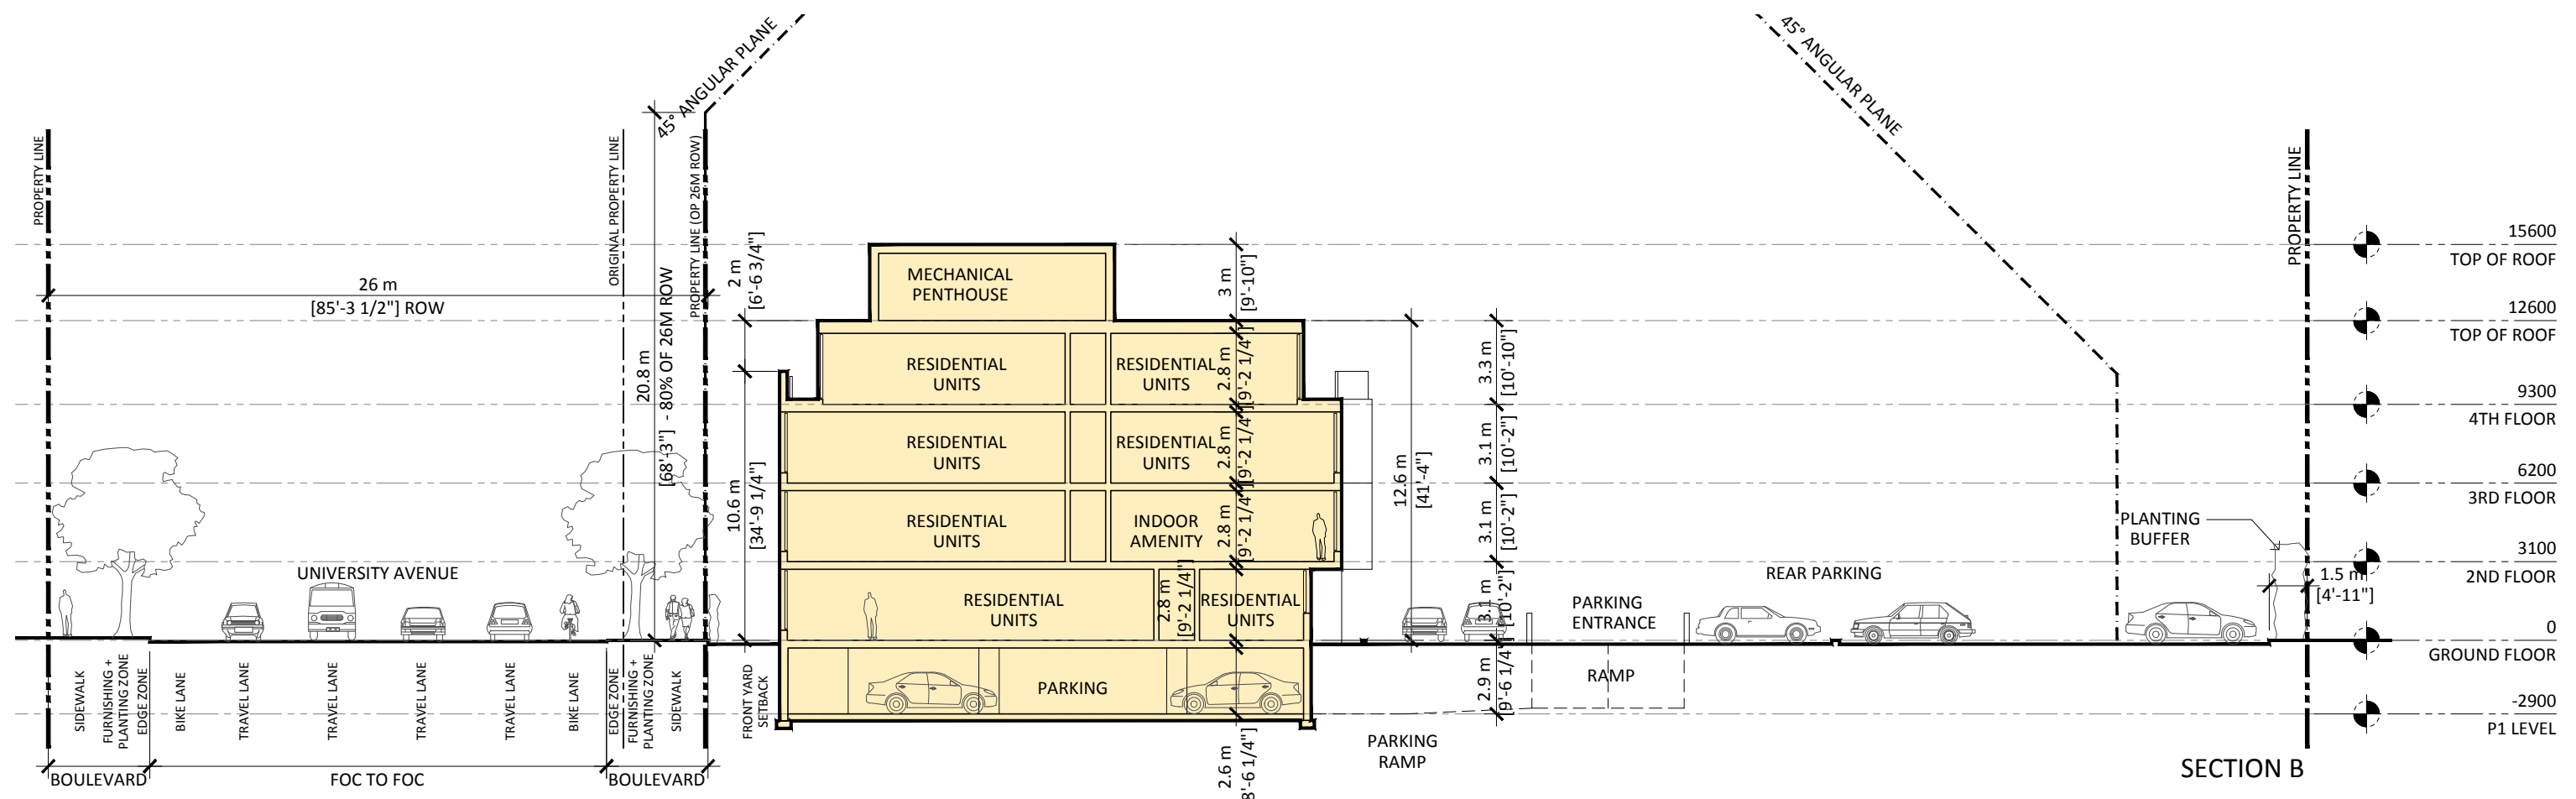 45° ANGULAR PLANE
45° ANGULAR PLANE
PROPERTY LINE
ORIGINAL PROPERTY LINE
PROPERTY LINE (OP 26M ROW)
PROPERTY LINE
26 m
[85'-3 1/2"] ROW
20.8 m
[68'-3"] - 80% OF 26M ROW
2 m
[6'-6 3/4"]
10.6 m
[34'-9 1/4"]
MECHANICAL
PENTHOUSE
3 m
[9'-10"]
RESIDENTIAL
UNITS
RESIDENTIAL
UNITS
2.8 m
[9'-2 1/4"]
RESIDENTIAL
UNITS
RESIDENTIAL
UNITS
2.8 m
[9'-2 1/4"]
RESIDENTIAL
UNITS
INDOOR
AMENITY
2.8 m
[9'-2 1/4"]
RESIDENTIAL
UNITS
2.8 m
[9'-2 1/4"]
RESIDENTIAL
UNITS
PARKING
2.6 m
[8'-6 1/4"]
12.6 m
[41'-4"]
3.3 m
[10'-10"]
3.1 m
[10'-2"]
3.1 m
[10'-2"]
3.1 m
[10'-2"]
2.9 m
[9'-6 1/4"]
UNIVERSITY AVENUE
PARKING
ENTRANCE
REAR PARKING
RAMP
PARKING
RAMP
PLANTING
BUFFER
1.5 m
[4'-11"]
15600
TOP OF ROOF
12600
TOP OF ROOF
9300
4TH FLOOR
6200
3RD FLOOR
3100
2ND FLOOR
0
GROUND FLOOR
-2900
P1 LEVEL
SIDEWALK
FURNISHING +
PLANTING ZONE
EDGE ZONE
BIKE LANE
TRAVEL LANE
TRAVEL LANE
TRAVEL LANE
TRAVEL LANE
BIKE LANE
EDGE ZONE
FURNISHING +
PLANTING ZONE
SIDEWALK
FRONT YARD
SETBACK
BOULEVARD
FOC TO FOC
BOULEVARD
SECTION B